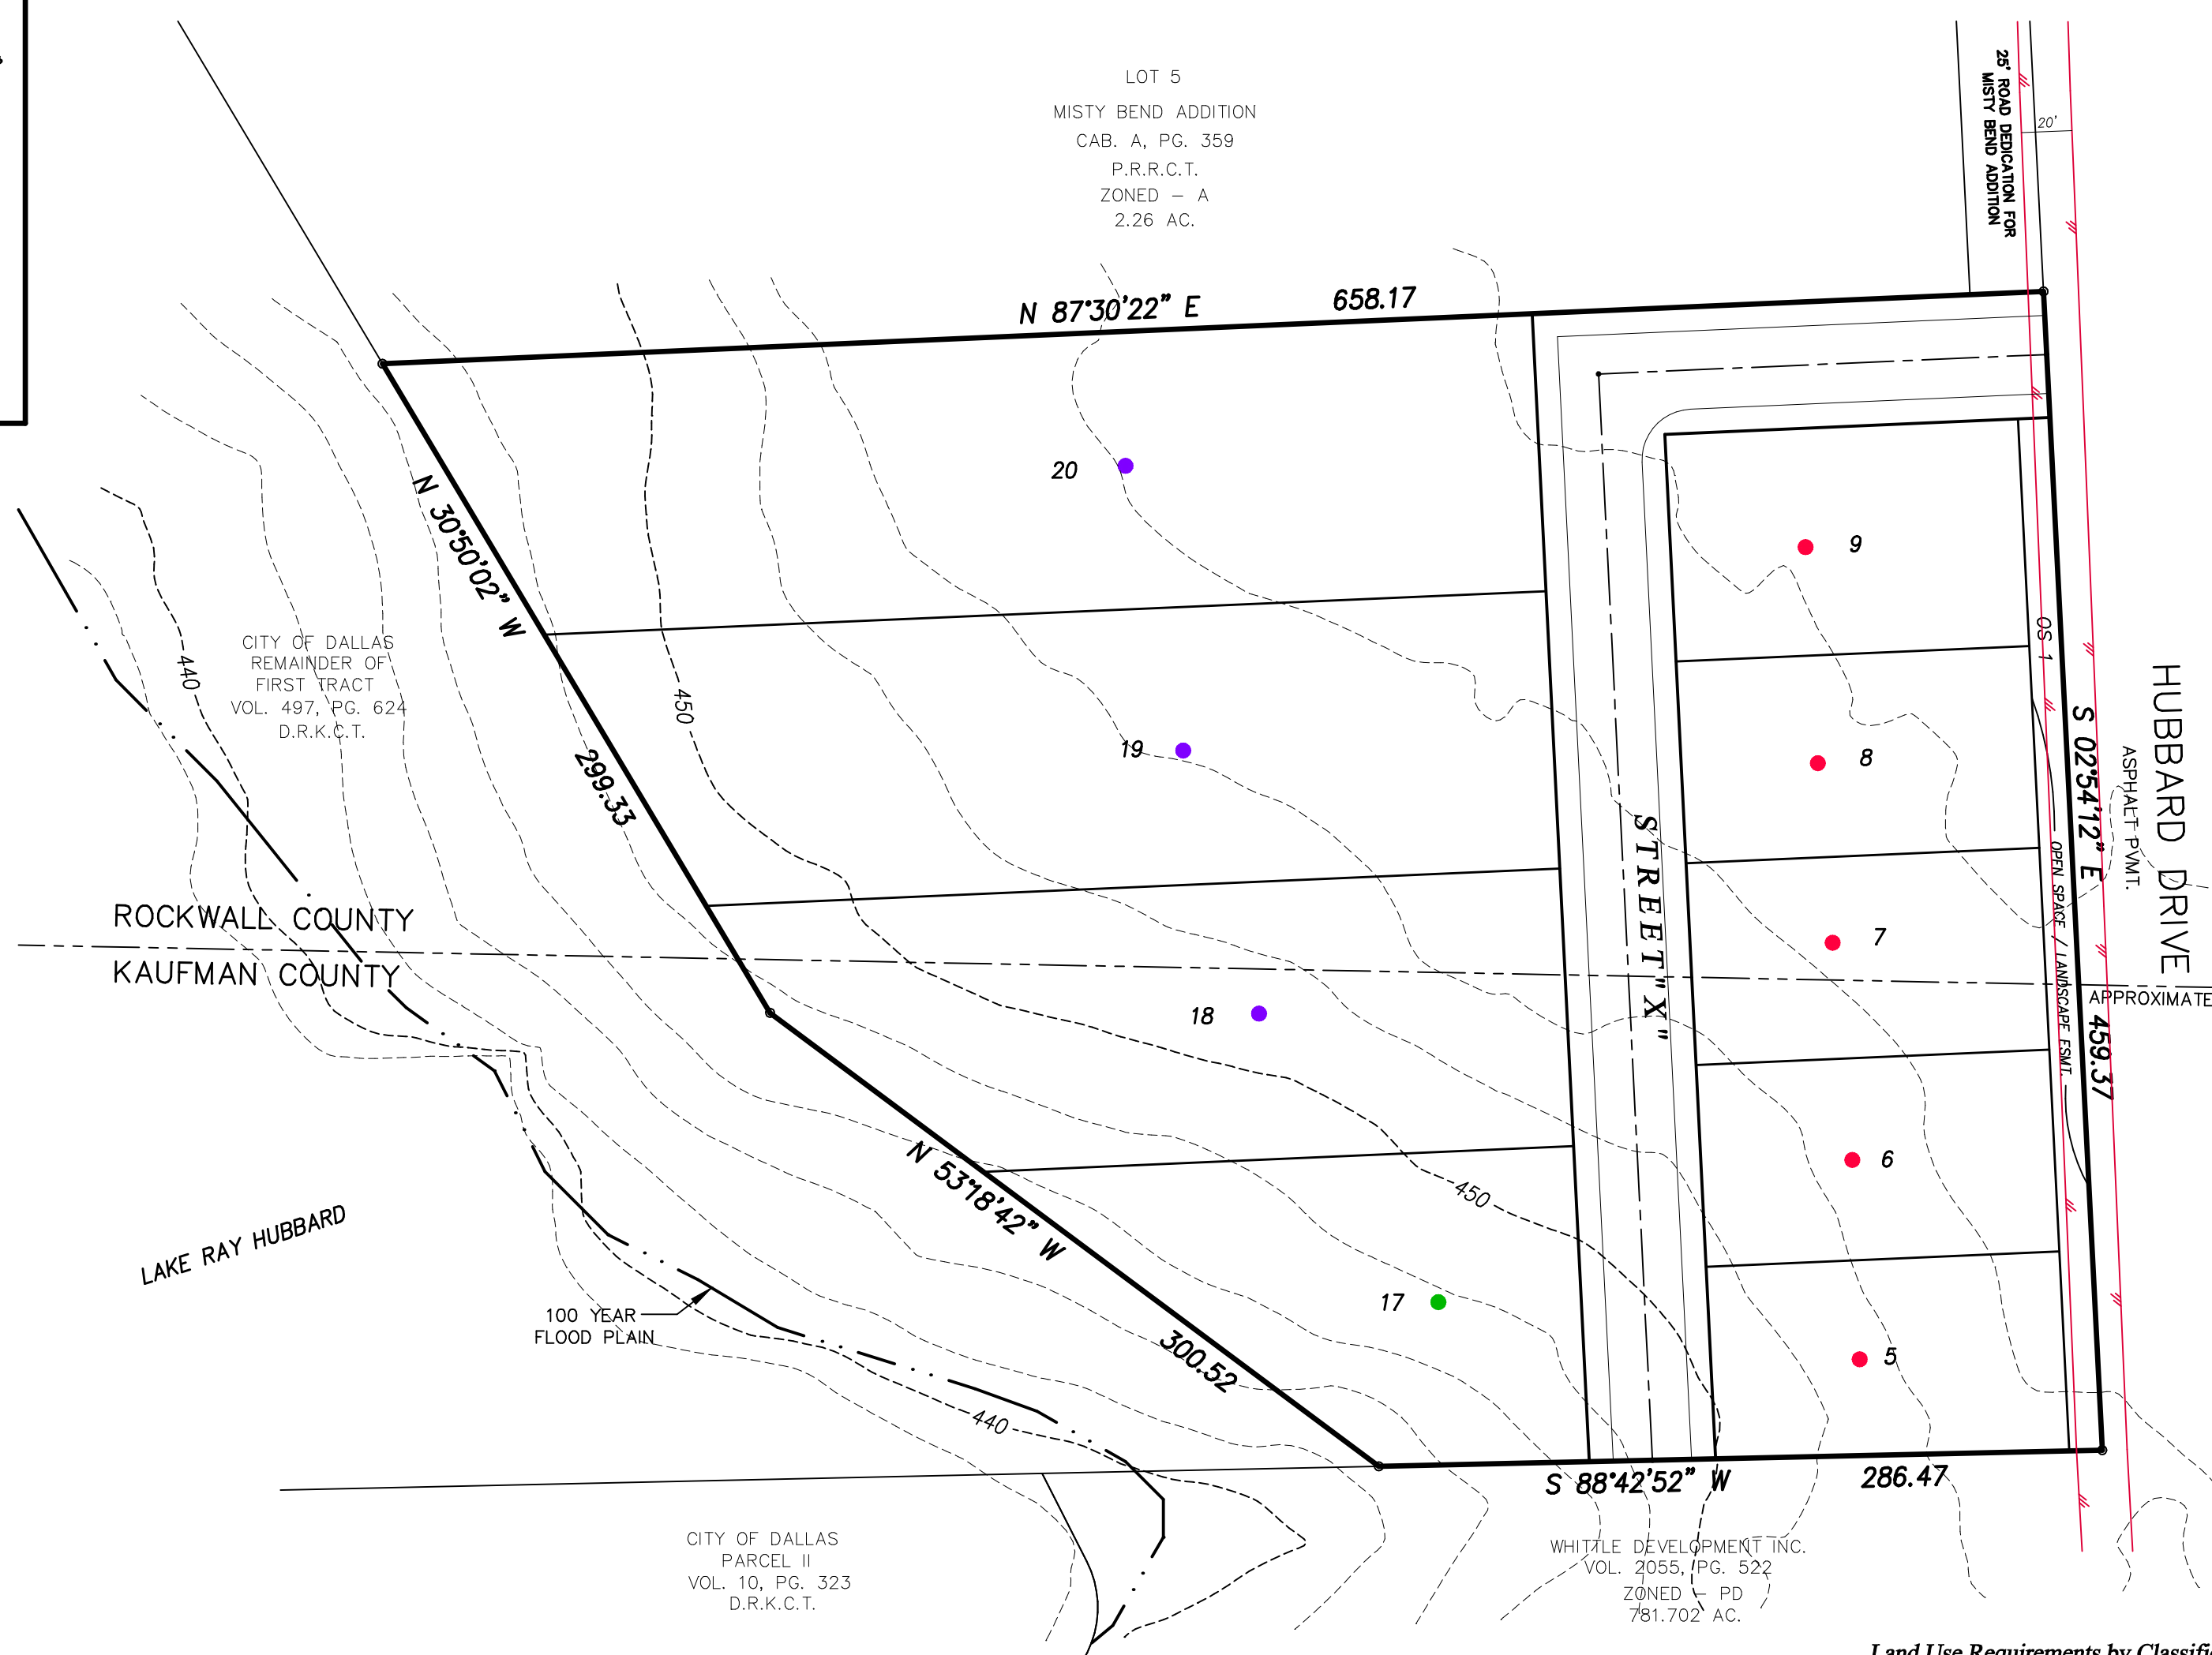 LOT 5
MISTY BEND ADDITION
CAB. A, PG. 359
P.R.R.C.T.
ZONED – A
2.26 AC.
25' ROAD DEDICATION FOR
MISTY BEND ADDITION
20'
N 87°30'22" E
658.17
N 30°50'02" W
299.33
20
9
19
8
18
7
6
17
5
OS 1
CITY OF DALLAS
REMAINDER OF
FIRST TRACT
VOL. 497, PG. 624
D.R.K.C.T.
440
450
STREET "X"
S 02°54'12" E
459.37
OPEN SPACE / LANDSCAPE ESMT.
HUBBARD DRIVE
ASPHALT PVMT.
ROCKWALL COUNTY
KAUFMAN COUNTY
APPROXIMATE
LAKE RAY HUBBARD
N 53°18'42" W
300.52
450
100 YEAR
FLOOD PLAIN
440
S 88°42'52" W
286.47
CITY OF DALLAS
PARCEL II
VOL. 10, PG. 323
D.R.K.C.T.
WHITTLE DEVELOPMENT INC.
VOL. 2055, PG. 522
ZONED – PD
781.702 AC.
Land Use Requirements by Classifi